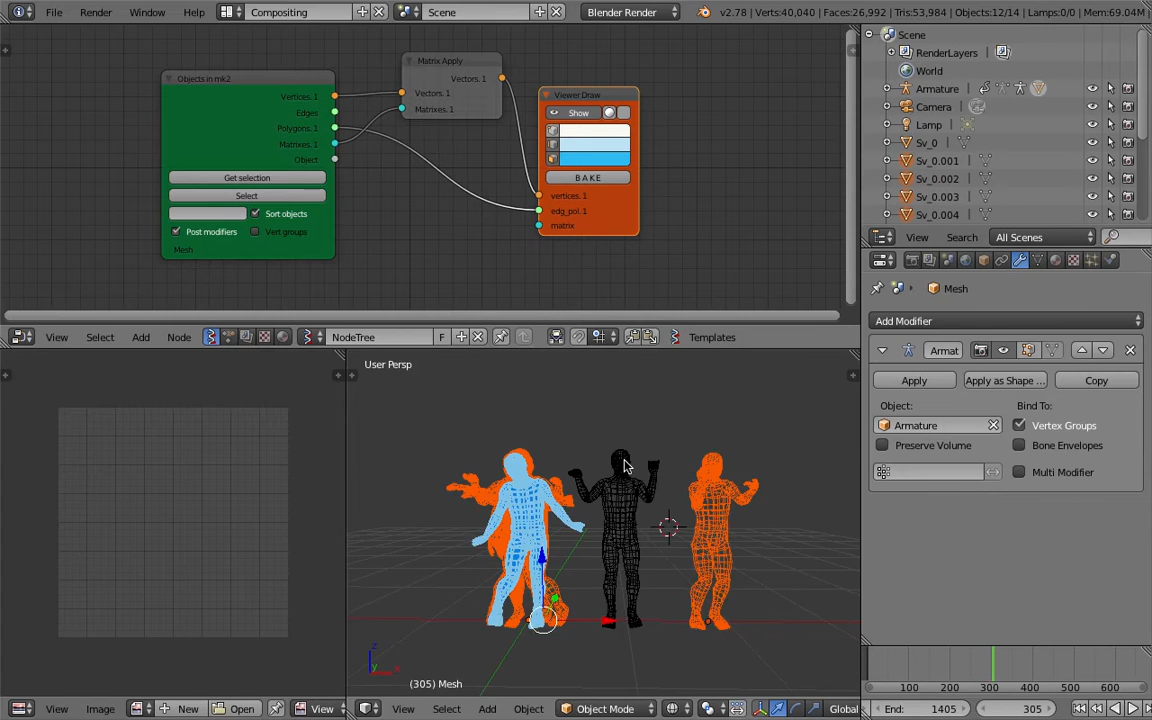 File Render Window Help Compositing Scene Blender Render v2.78 | Verts:40,040 | Faces:26,992 | Tris:53,984 | Objects:12/14 | Lamps:0/0 | Mem:69.04M
Objects in mk2
Vertices. 1
Edges
Polygons. 1
Matrixes. 1
Object
Get selection
Select
Sort objects
Post modifiers Vert groups
Mesh
Matrix Apply
Vectors. 1
Vectors. 1
Matrixes. 1
Viewer Draw
Show
BAKE
vertices. 1
edg_pol. 1
matrix
Scene
RenderLayers
World
Armature
Camera
Lamp
Sv_0
Sv_0.001
Sv_0.002
Sv_0.003
Sv_0.004
View Search All Scenes
Mesh
Add Modifier
Armat
Apply Apply as Shape ... Copy
Object: Bind To:
Armature Vertex Groups
Preserve Volume Bone Envelopes
Multi Modifier
View Select Add Node NodeTree F Templates
User Persp
(305) Mesh
View Image New Open View
View Select Add Object Object Mode Global
100 200 300 400 500 600
End: 1405 305